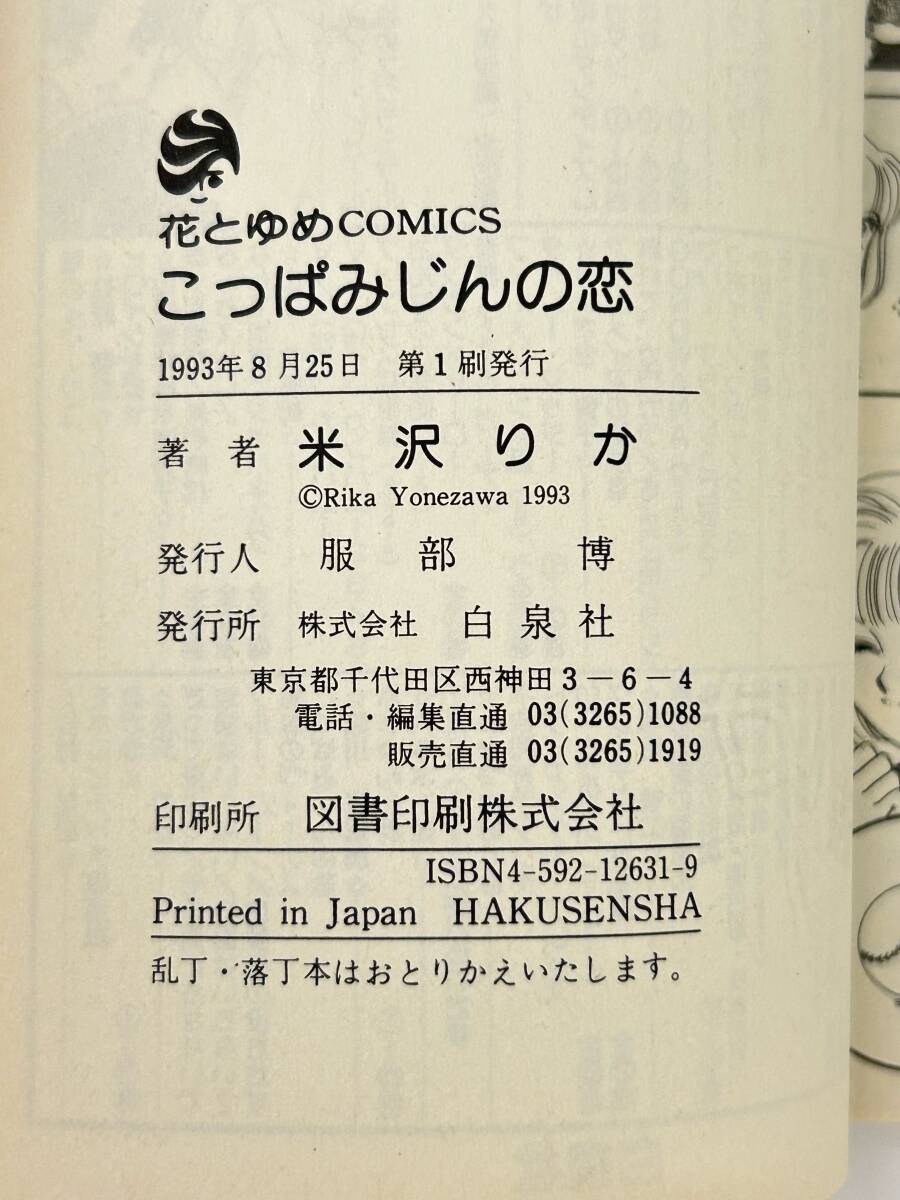 花とゆめCOMICS
こっぱみじんの恋
1993年8月25日 第1刷発行
著者 米沢りか
©Rika Yonezawa 1993
発行人 服部 博
発行所 株式会社 白泉社
東京都千代田区西神田3－6－4
電話・編集直通 03(3265)1088
販売直通 03(3265)1919
印刷所 図書印刷株式会社
ISBN4-592-12631-9
Printed in Japan HAKUSENSHA
乱丁・落丁本はおとりかえいたします。